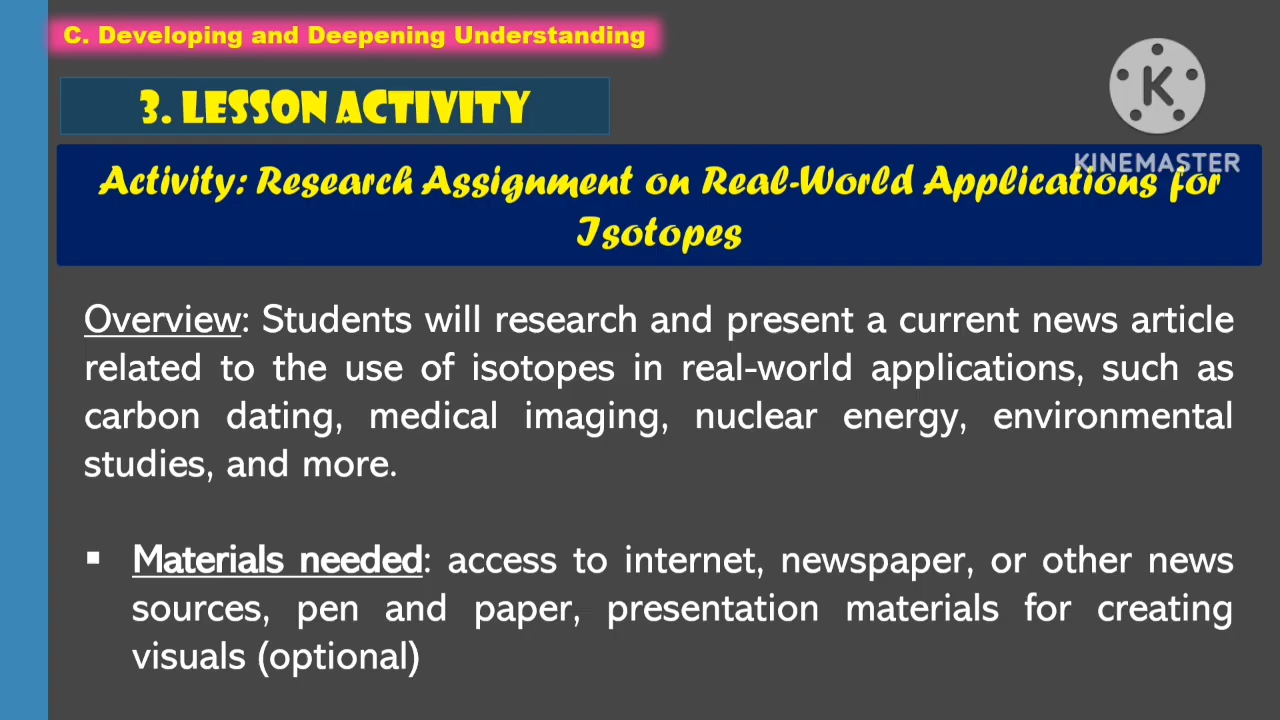 C. Developing and Deepening Understanding
3. LESSON ACTIVITY
K
KINEMASTER
Activity: Research Assignment on Real-World Applications for
Isotopes
Overview: Students will research and present a current news article
related to the use of isotopes in real-world applications, such as
carbon dating, medical imaging, nuclear energy, environmental
studies, and more.
▪ Materials needed: access to internet, newspaper, or other news
sources, pen and paper, presentation materials for creating
visuals (optional)